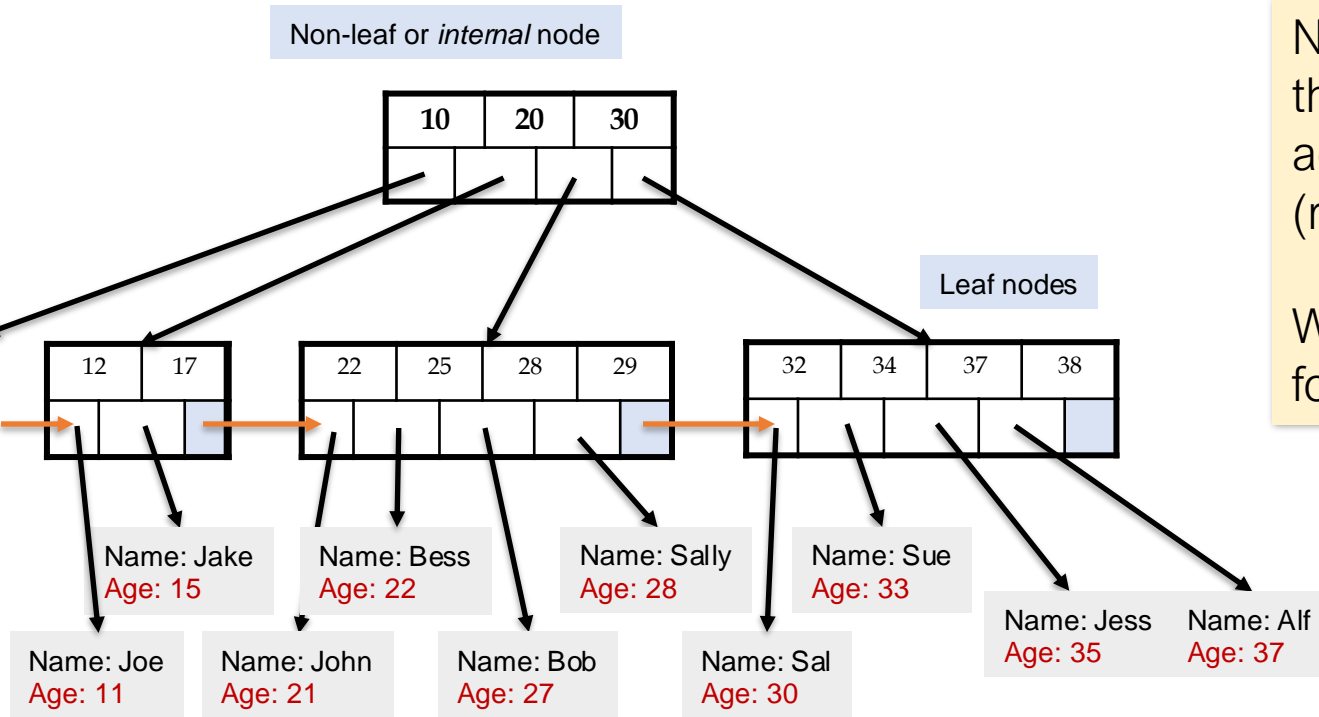 Non-leaf or internal node
10 20 30
Leaf nodes
12 17
22 25 28 29
32 34 37 38
Name: Jake
Age: 15
Name: Bess
Age: 22
Name: Sally
Age: 28
Name: Sue
Age: 33
Name: Jess
Age: 35
Name: Alf
Age: 37
Name: Joe
Age: 11
Name: John
Age: 21
Name: Bob
Age: 27
Name: Sal
Age: 30